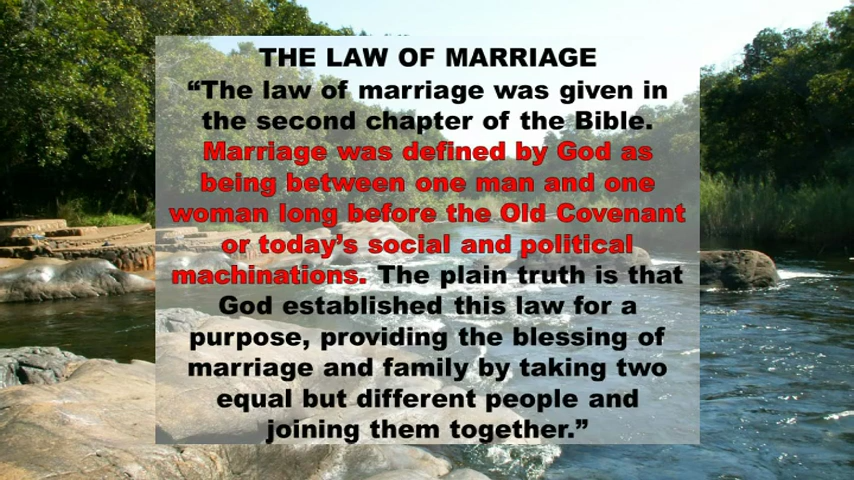 THE LAW OF MARRIAGE
“The law of marriage was given in
the second chapter of the Bible.
Marriage was defined by God as
being between one man and one
woman long before the Old Covenant
or today’s social and political
machinations. The plain truth is that
God established this law for a
purpose, providing the blessing of
marriage and family by taking two
equal but different people and
joining them together.”